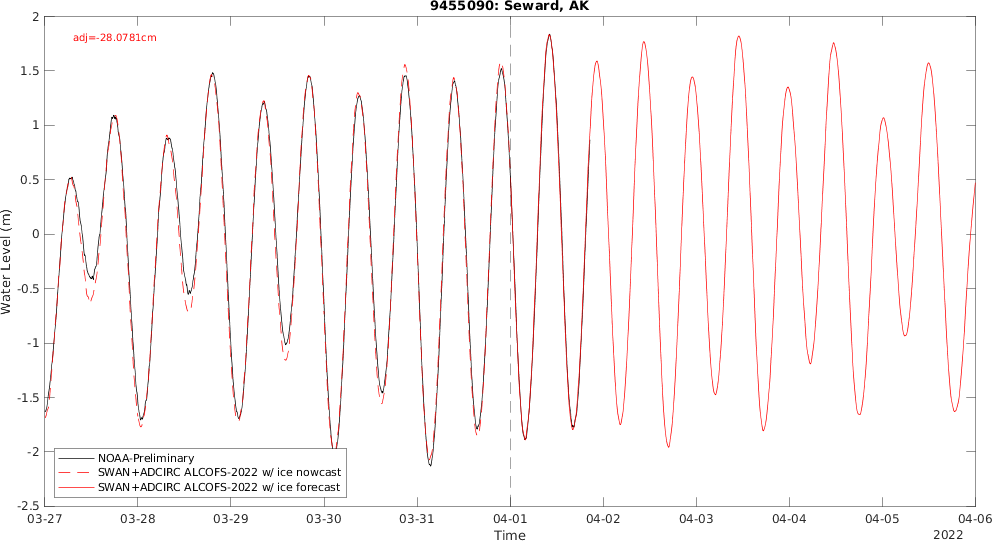 9455090: Seward, AK
adj=-28.0781cm
Water Level (m)
2
1.5
1
0.5
0
-0.5
-1
-1.5
-2
-2.5
NOAA-Preliminary
SWAN+ADCIRC ALCOFS-2022 w/ ice nowcast
SWAN+ADCIRC ALCOFS-2022 w/ ice forecast
03-27 03-28 03-29 03-30 03-31 04-01 04-02 04-03 04-04 04-05 04-06
Time
2022